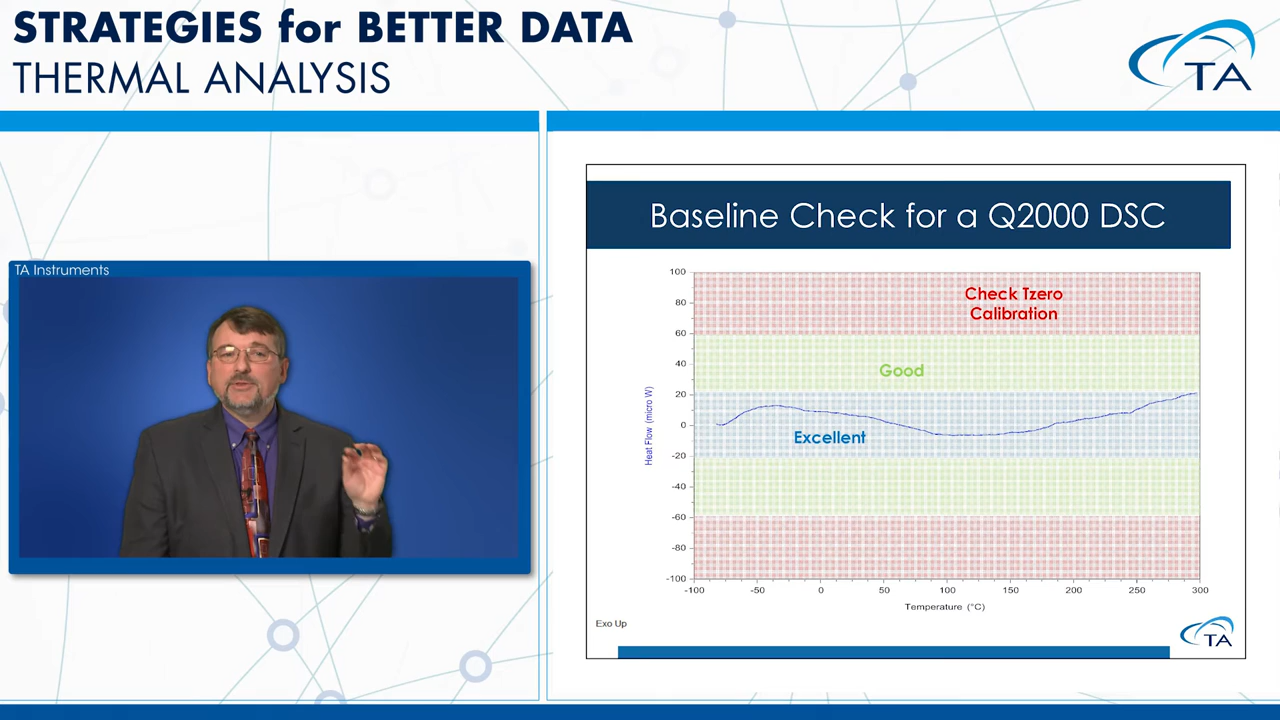 STRATEGIES for BETTER DATA
THERMAL ANALYSIS
TA
TA Instruments
Baseline Check for a Q2000 DSC
100
80
60
40
20
0
-20
-40
-60
-80
-100
Heat Flow (micro W)
Check Tzero
Calibration
Good
Excellent
-100
-50
0
50
100
150
200
250
300
Temperature (°C)
Exo Up
TA